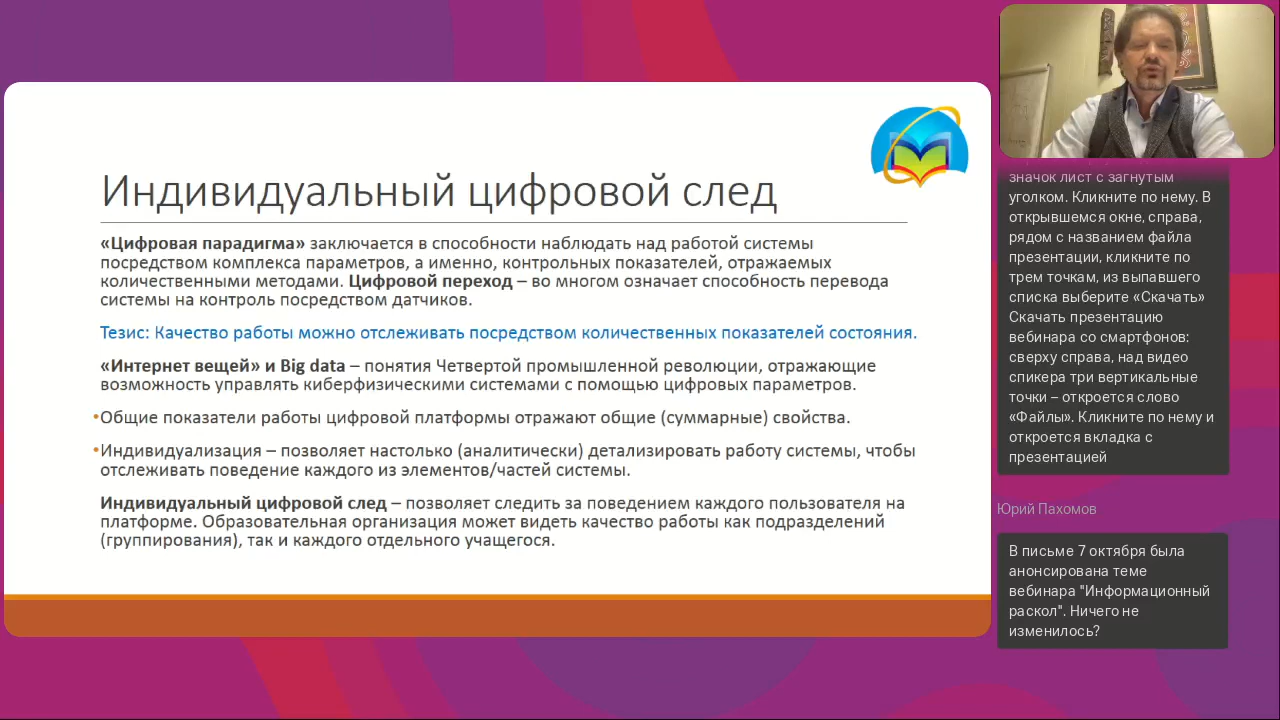 Индивидуальный цифровой след
«Цифровая парадигма» заключается в способности наблюдать над работой системы
посредством комплекса параметров, а именно, контрольных показателей, отражаемых
количественными методами. Цифровой переход – во многом означает способность перевода
системы на контроль посредством датчиков.
Тезис: Качество работы можно отслеживать посредством количественных показателей состояния.
«Интернет вещей» и Big data – понятия Четвертой промышленной революции, отражающие
возможность управлять киберфизическими системами с помощью цифровых параметров.
•Общие показатели работы цифровой платформы отражают общие (суммарные) свойства.
•Индивидуализация – позволяет настолько (аналитически) детализировать работу системы, чтобы
отслеживать поведение каждого из элементов/частей системы.
Индивидуальный цифровой след – позволяет следить за поведением каждого пользователя на
платформе. Образовательная организация может видеть качество работы как подразделений
(группирования), так и каждого отдельного учащегося.
значок лист с загнутым
уголком. Кликните по нему. В
открывшемся окне, справа,
рядом с названием файла
презентации, кликните по
трем точкам, из выпавшего
списка выберите «Скачать»
Скачать презентацию
вебинара со смартфонов:
сверху справа, над видео
спикера три вертикальные
точки – откроется слово
«Файлы». Кликните по нему и
откроется вкладка с
презентацией
Юрий Пахомов
В письме 7 октября была
анонсирована теме
вебинара "Информационный
раскол". Ничего не
изменилось?